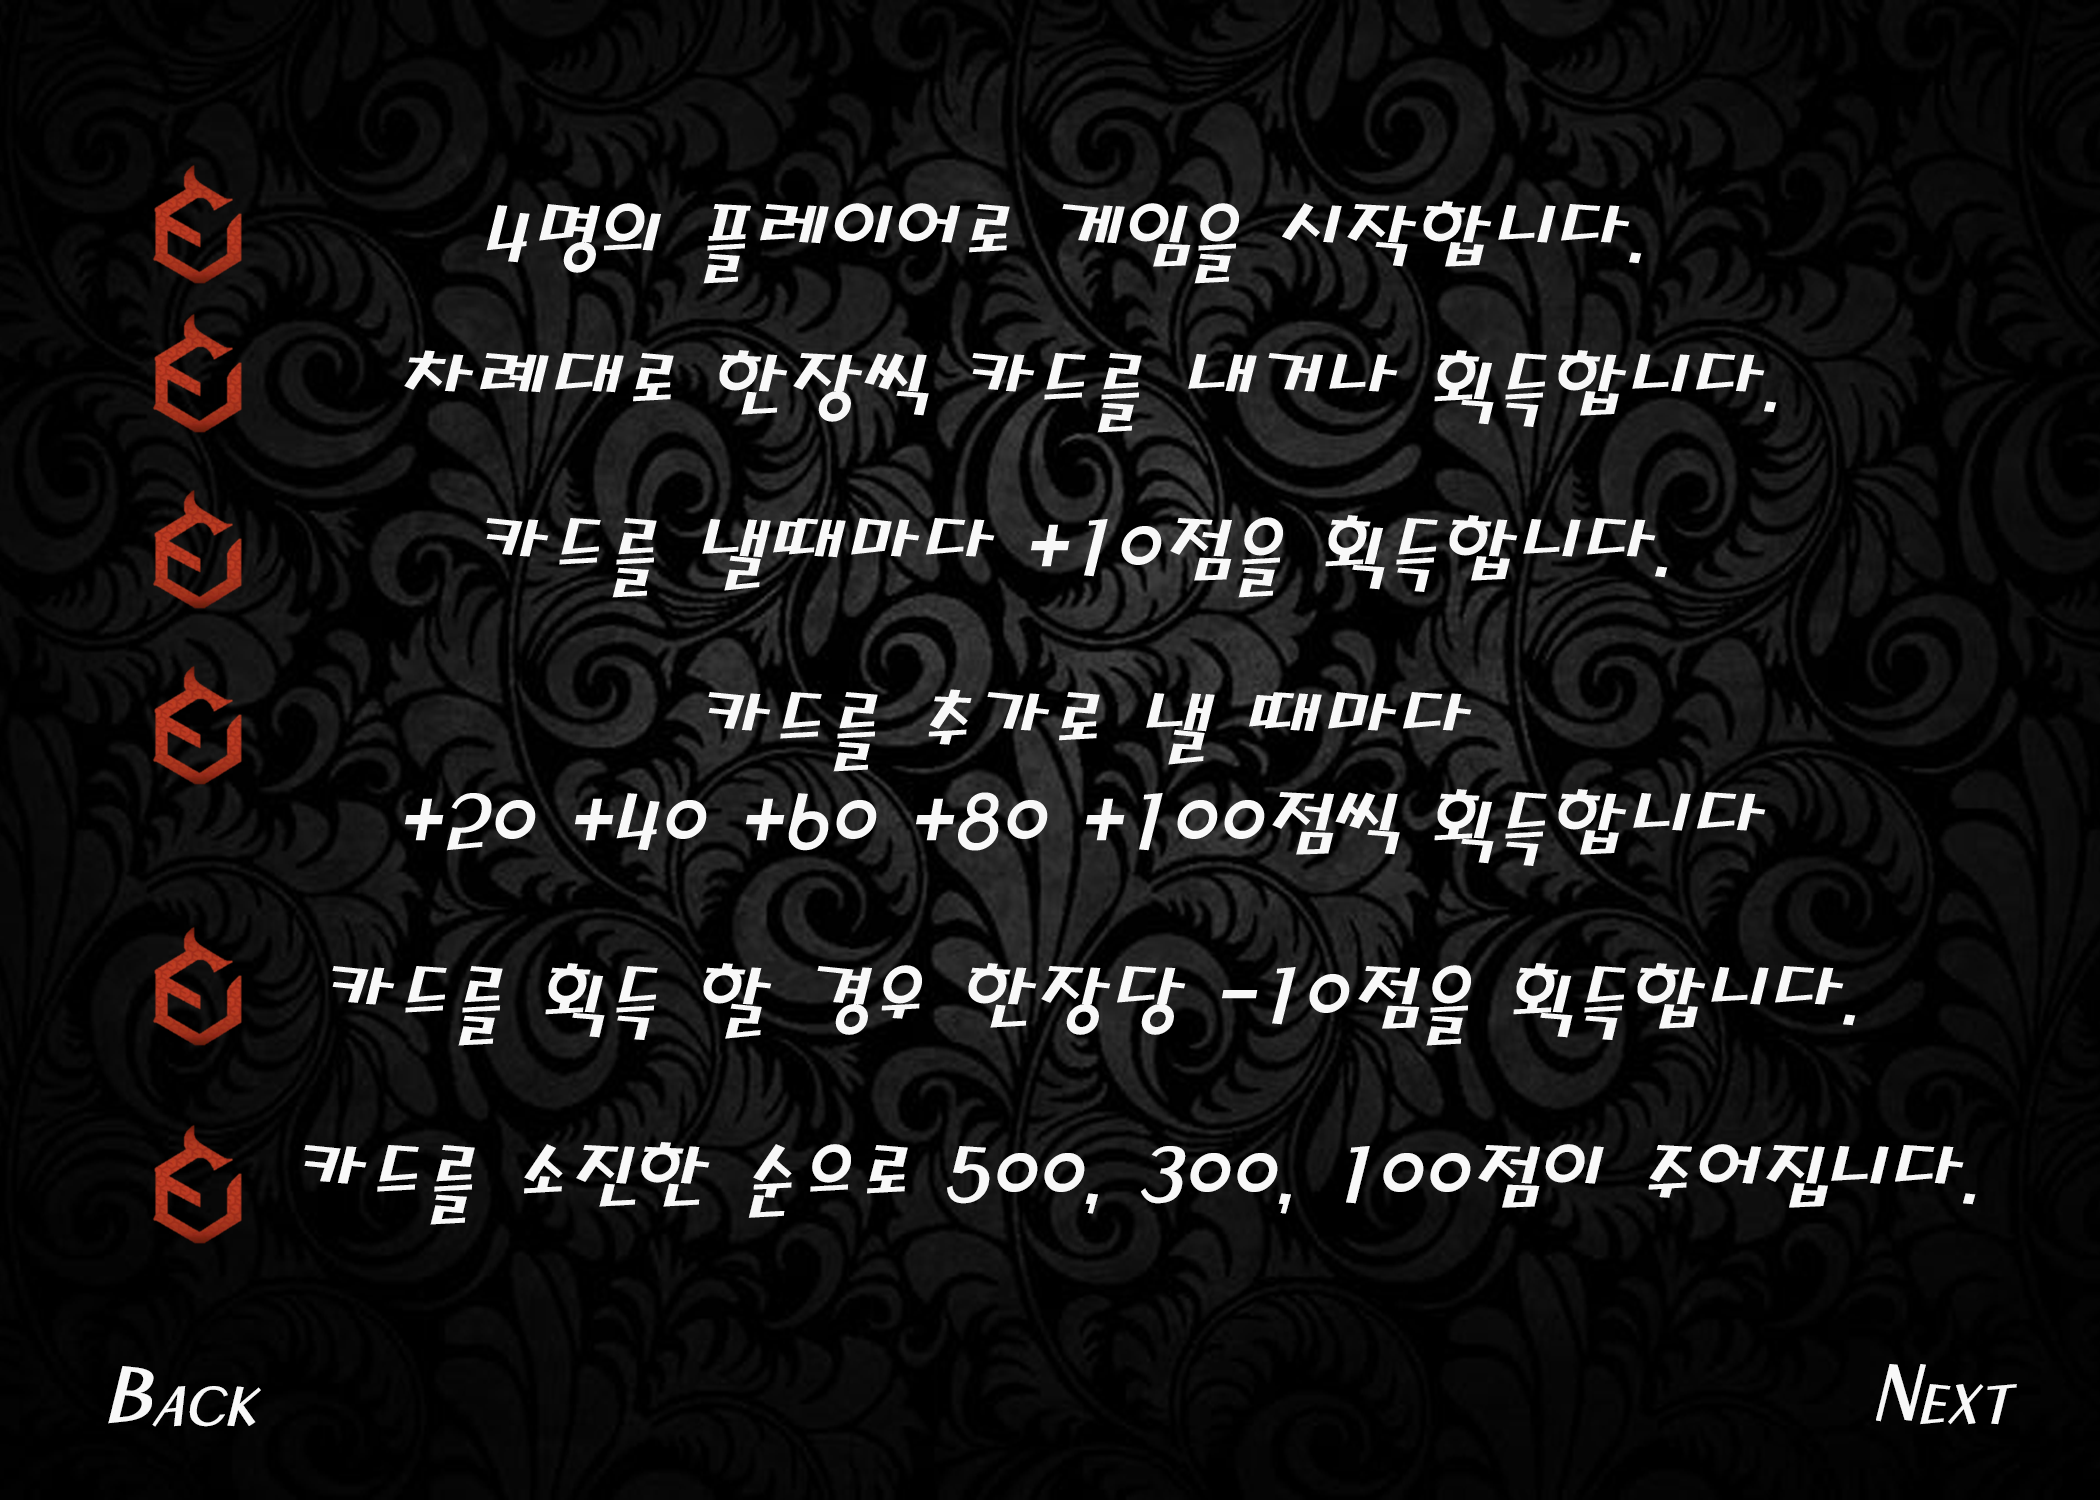 4명의 플레이어로 게임을 시작합니다.
차례대로 한장씩 카드를 내거나 획득합니다.
카드를 낼때마다 +10점을 획득합니다.
카드를 추가로 낼 때마다
+20 +40 +60 +80 +100점씩 획득합니다
카드를 획득 할 경우 한장당 -10점을 획득합니다.
카드를 소진한 순으로 500, 300, 100점이 주어집니다.
BACK
NEXT